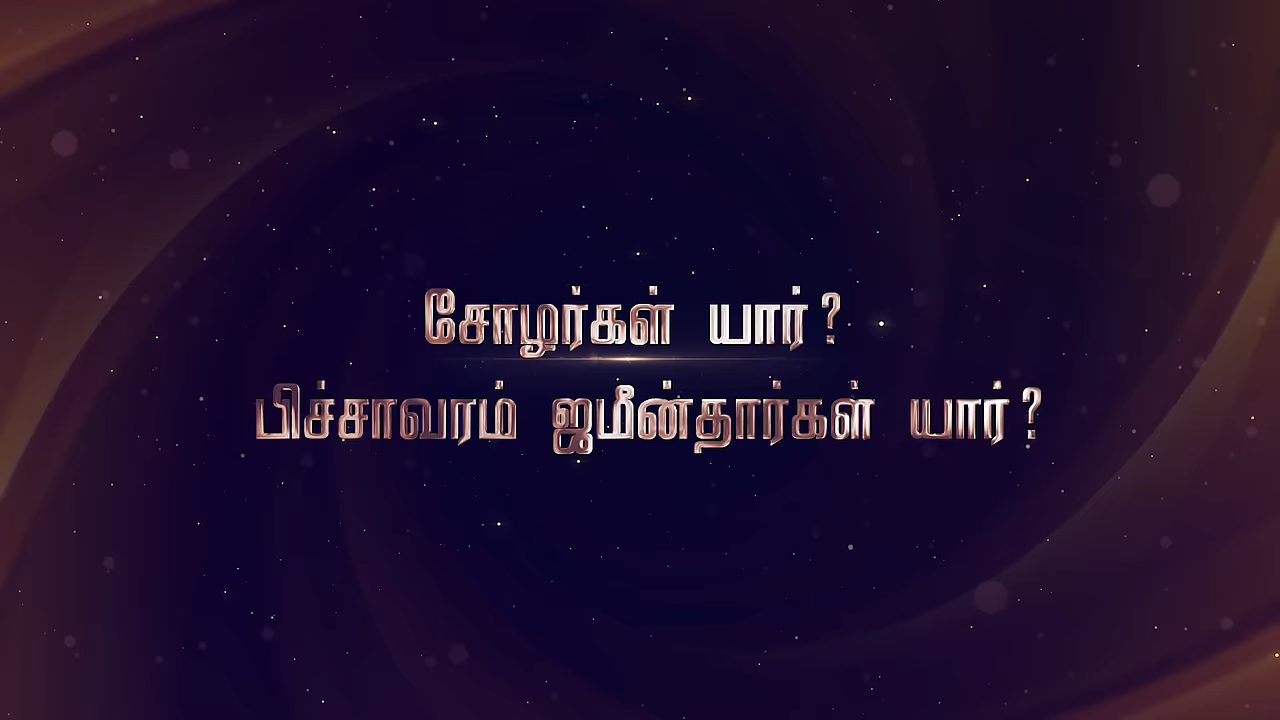 சோழர்கள் யார்?
பிச்சாவரம் ஜமீன்தார்கள் யார்?